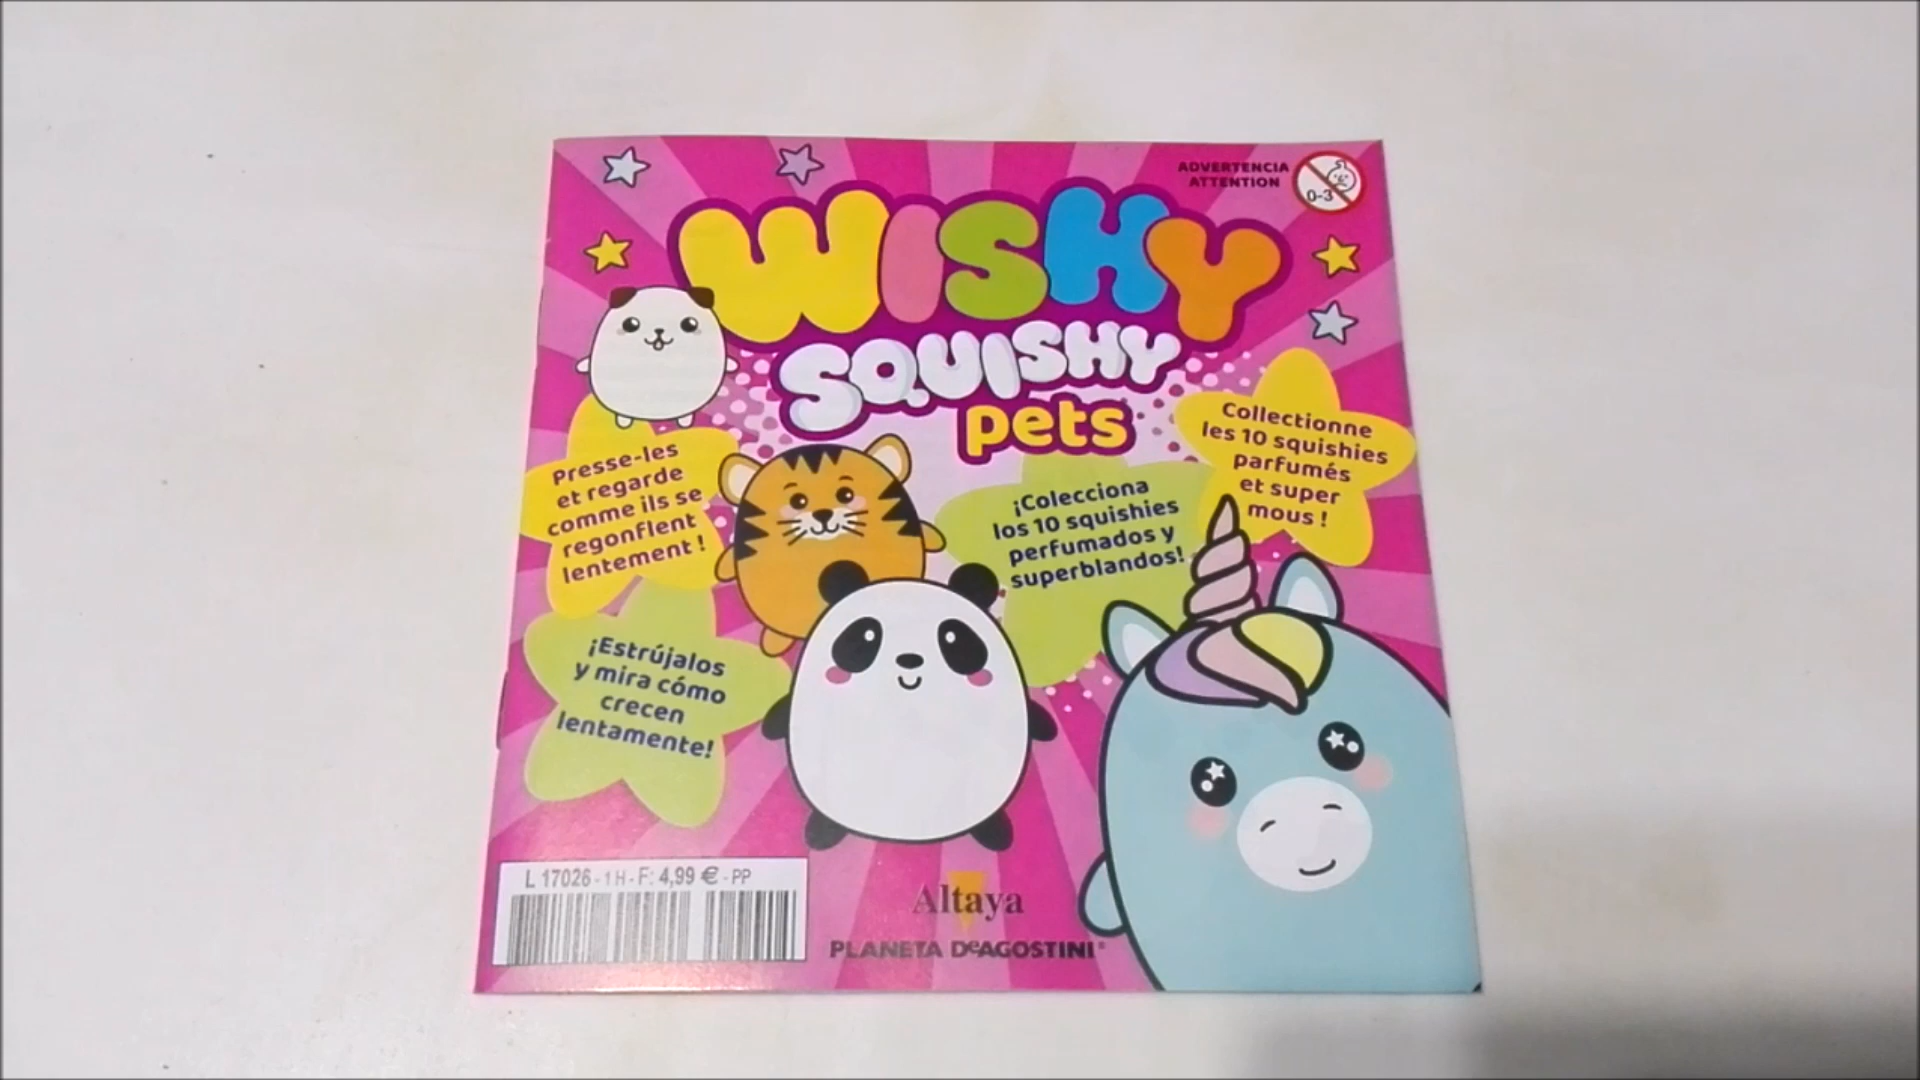 ADVERTENCIA
ATTENTION
0-3
WISHY
SQUISHY
pets
Presse-les
et regarde
comme ils se
regonflent
lentement !
¡Colecciona
los 10 squishies
perfumados y
superblandos!
Collectionne
les 10 squishies
parfumés
et super
mous !
¡Estrújalos
y mira cómo
crecen
lentamente!
L 17026 - 1 H - F: 4,99 € - PP
Altaya
PLANETA DeAGOSTINI®